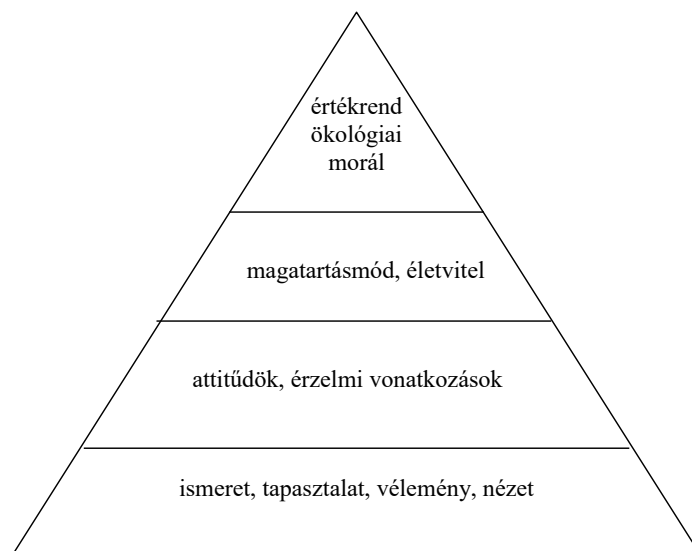 értékrend
ökológiai
morál
magatartásmód, életvitel
attitűdök, érzelmi vonatkozások
ismeret, tapasztalat, vélemény, nézet